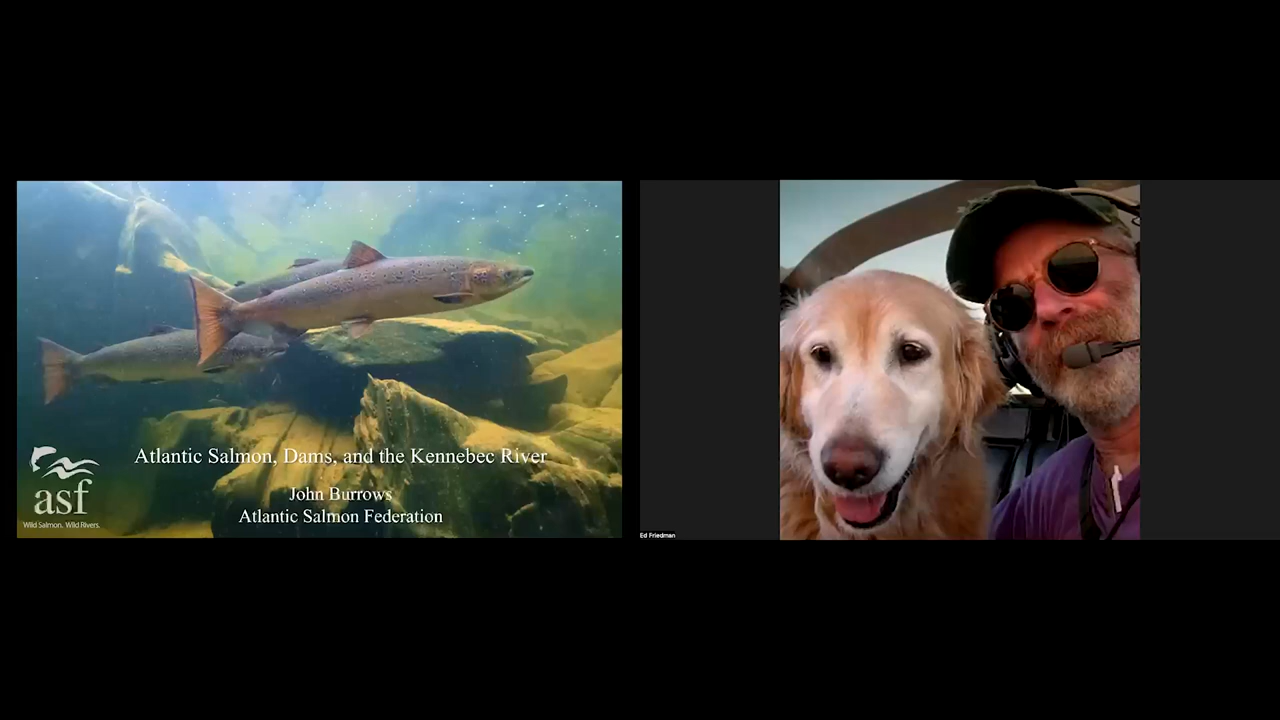 Atlantic Salmon, Dams, and the Kennebec River
John Burrows
Atlantic Salmon Federation
asf
Wild Salmon. Wild Rivers.
Ed Friedman